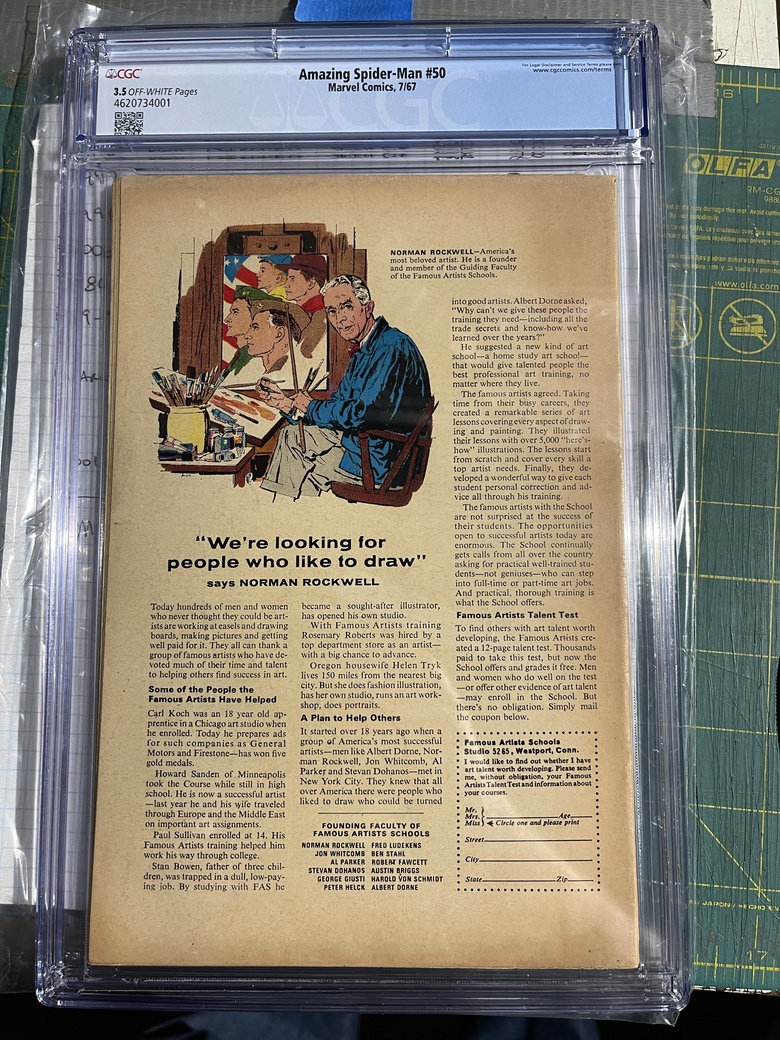 CGC
Amazing Spider-Man #50
Marvel Comics, 7/67
For Legal Disclaimer and Service Terms please visit
www.cgccomics.com/terms
3.5 OFF-WHITE Pages
4620734001
NORMAN ROCKWELL—America's
most beloved artist. He is a founder
and member of the Guiding Faculty
of the Famous Artists Schools.
"We're looking for
people who like to draw"
says NORMAN ROCKWELL
Today hundreds of men and women
who never thought they could be art-
ists are working at easels and drawing
boards, making pictures and getting
well paid for it. They all can thank a
group of famous artists who have de-
voted much of their time and talent
to helping others find success in art.
Some of the People the
Famous Artists Have Helped
Carl Koch was an 18 year old ap-
prentice in a Chicago art studio when
he enrolled. Today he prepares ads
for such companies as General
Motors and Firestone—has won five
gold medals.
Howard Sanden of Minneapolis
took the Course while still in high
school. He is now a successful artist
—last year he and his wife traveled
through Europe and the Middle East
on important art assignments.
Paul Sullivan enrolled at 14. His
Famous Artists training helped him
work his way through college.
Stan Bowen, father of three chil-
dren, was trapped in a dull, low-pay-
ing job. By studying with FAS he
became a sought-after illustrator,
has opened his own studio.
With Famous Artists training
Rosemary Roberts was hired by a
top department store as an artist—
with a big chance to advance.
Oregon housewife Helen Tryk
lives 150 miles from the nearest big
city. But she does fashion illustration,
has her own studio, runs an art work-
shop, does portraits.
A Plan to Help Others
It started over 18 years ago when a
group of America's most successful
artists—men like Albert Dorne, Nor-
man Rockwell, Jon Whitcomb, Al
Parker and Stevan Dohanos—met in
New York City. They knew that all
over America there were people who
liked to draw who could be turned
FOUNDING FACULTY OF
FAMOUS ARTISTS SCHOOLS
NORMAN ROCKWELL FRED LUDEKENS
JON WHITCOMB BEN STAHL
AL PARKER ROBERT FAWCETT
STEVAN DOHANOS AUSTIN BRIGGS
GEORGE GIUSTI HAROLD VON SCHMIDT
PETER HELCK ALBERT DORNE
into good artists. Albert Dorne asked,
"Why can't we give these people the
training they need—including all the
trade secrets and know-how we've
learned over the years?"
He suggested a new kind of art
school—a home study art school—
that would give talented people the
best professional art training, no
matter where they live.
The famous artists agreed. Taking
time from their busy careers, they
created a remarkable series of art
lessons covering every aspect of draw-
ing and painting. They illustrated
their lessons with over 5,000 "here's-
how" illustrations. The lessons start
from scratch and cover every skill a
top artist needs. Finally, they de-
veloped a wonderful way to give each
student personal correction and ad-
vice all through his training.
The famous artists with the School
are not surprised at the success of
their students. The opportunities
open to successful artists today are
enormous. The School continually
gets calls from all over the country
asking for practical well-trained stu-
dents—not geniuses—who can step
into full-time or part-time art jobs.
And practical, thorough training is
what the School offers.
Famous Artists Talent Test
To find others with art talent worth
developing, the Famous Artists cre-
ated a 12-page talent test. Thousands
paid to take this test, but now the
School offers and grades it free. Men
and women who do well on the test
—or offer other evidence of art talent
—may enroll in the School. But
there's no obligation. Simply mail
the coupon below.
Famous Artists Schools
Studio 5265, Westport, Conn.
I would like to find out whether I have
art talent worth developing. Please send
me, without obligation, your Famous
Artists Talent Test and information about
your courses.
Mr.
Mrs. Age
Miss Circle one and please print
Street
City
State Zip
16
OLFA
RM-CG
www.olfa.com
17